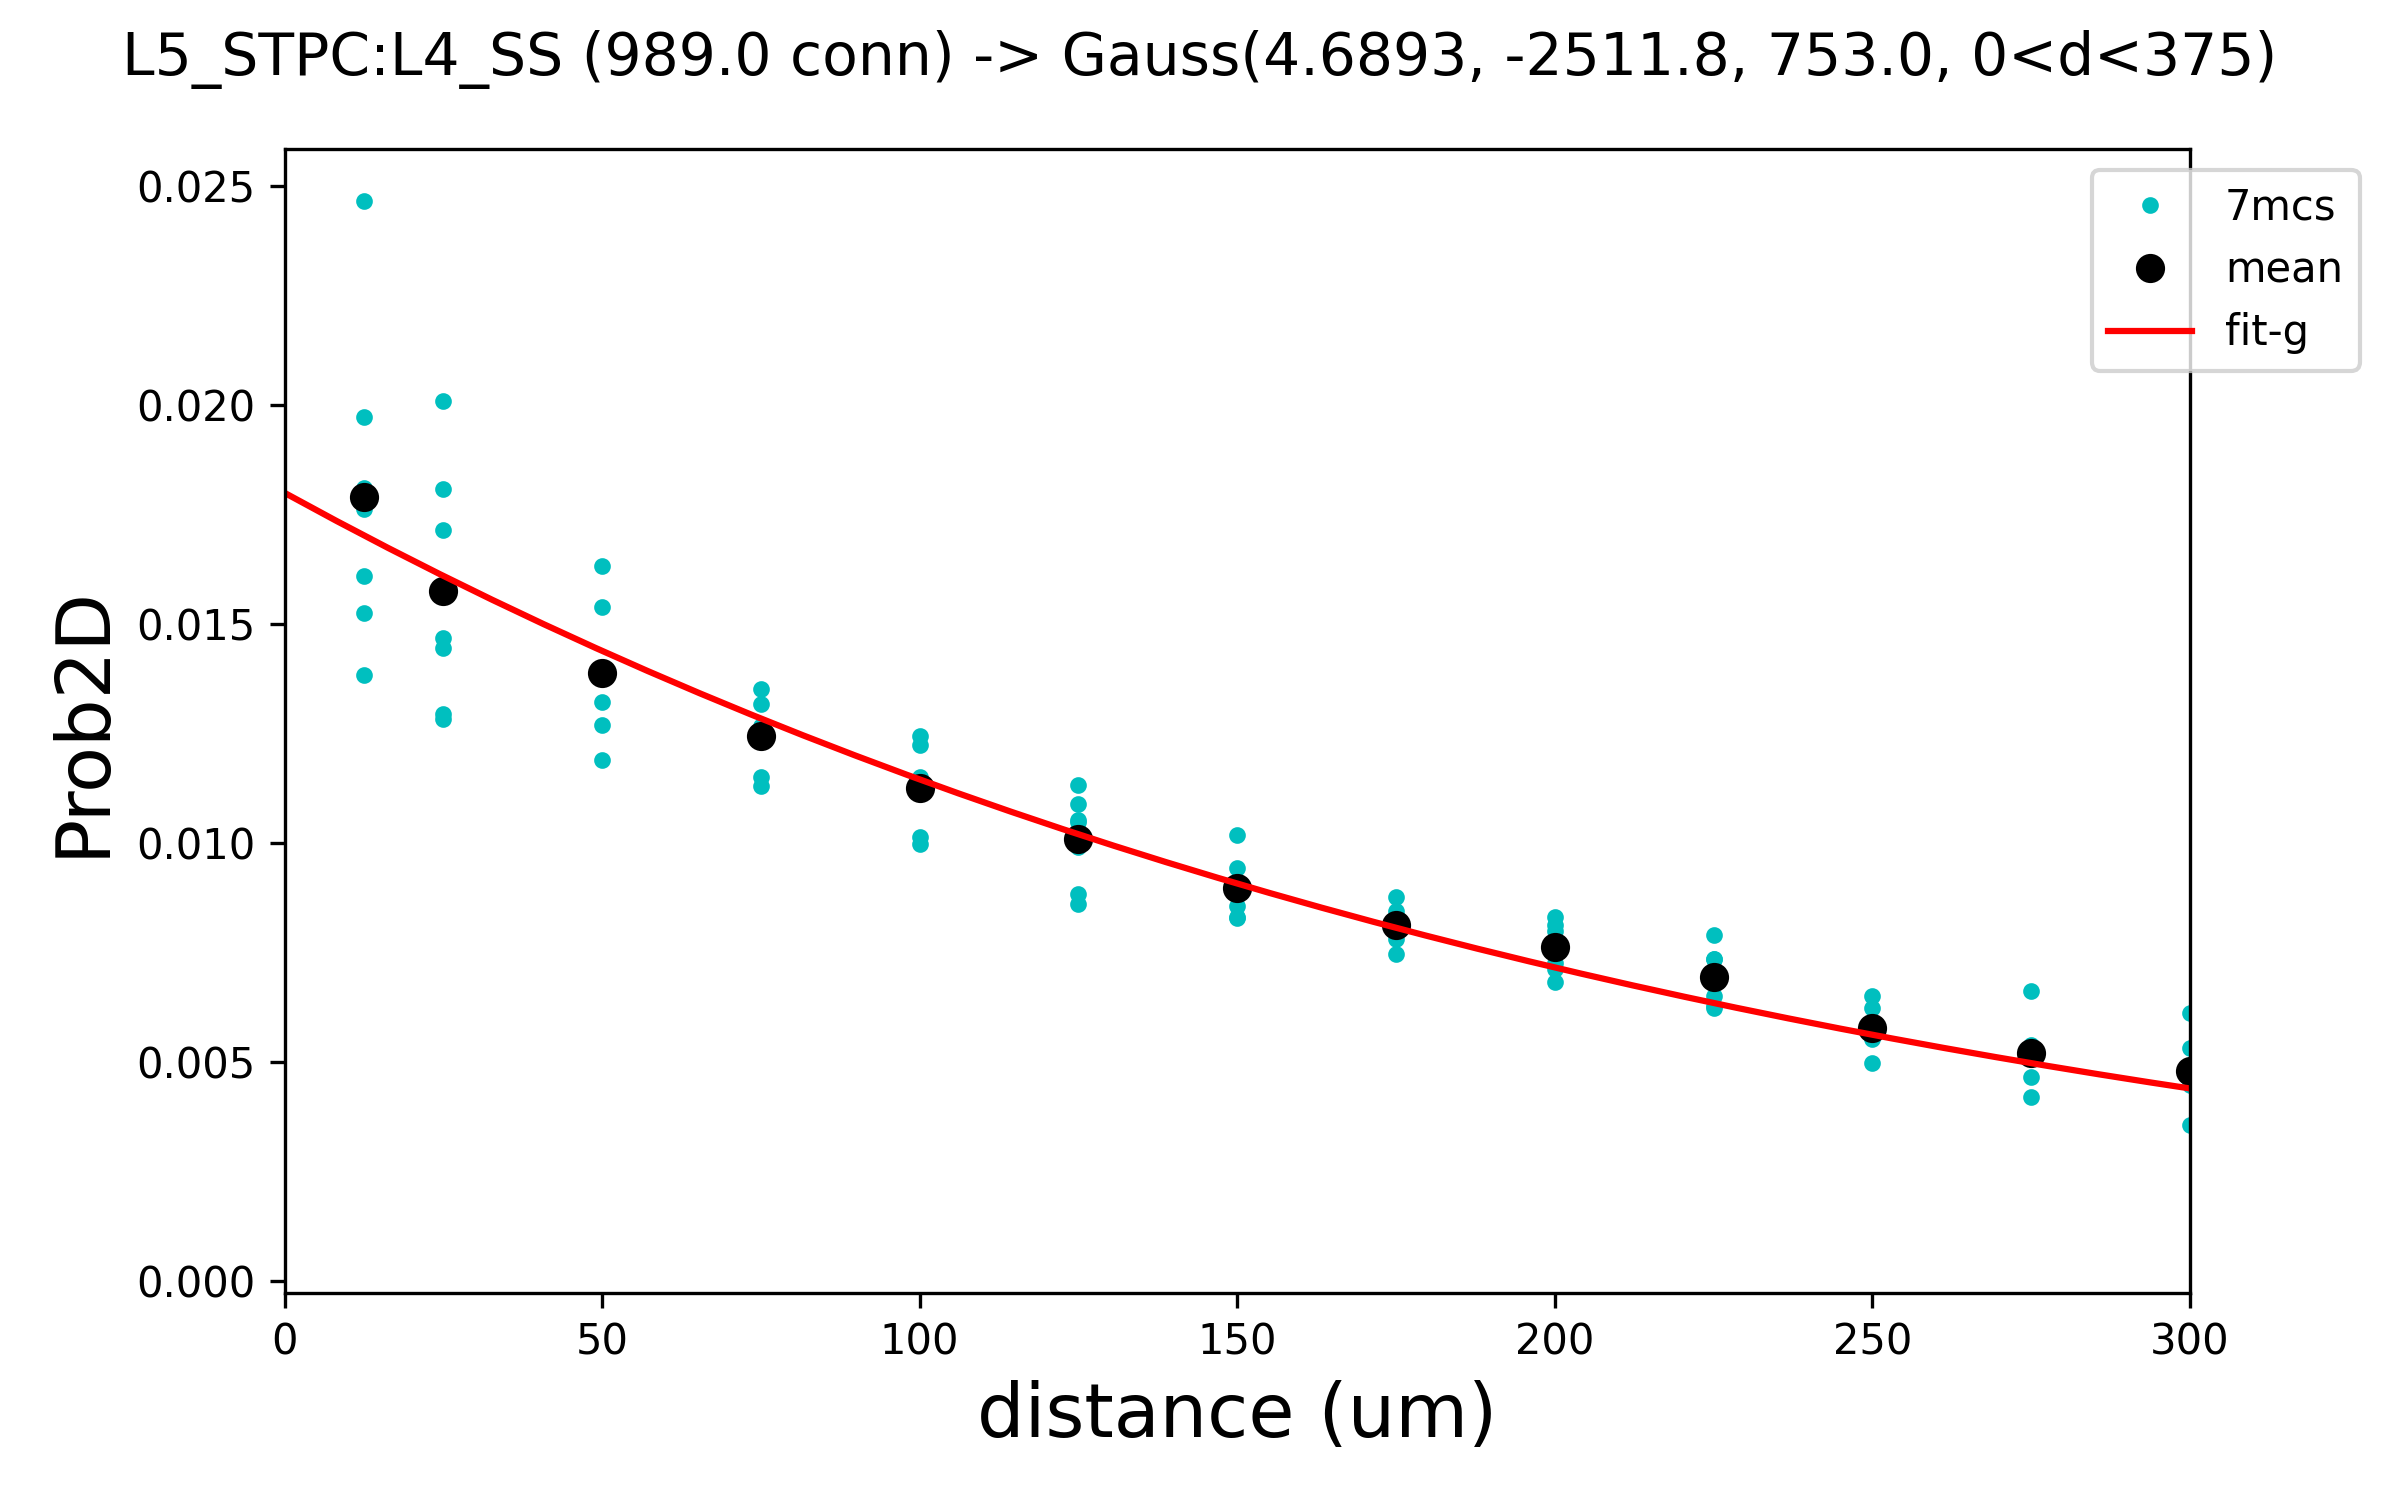 L5_STPC:L4_SS (989.0 conn) -> Gauss(4.6893, -2511.8, 753.0, 0<d<375)
7mcs
mean
fit-g
Prob2D
0.025
0.020
0.015
0.010
0.005
0.000
0 50 100 150 200 250 300
distance (um)